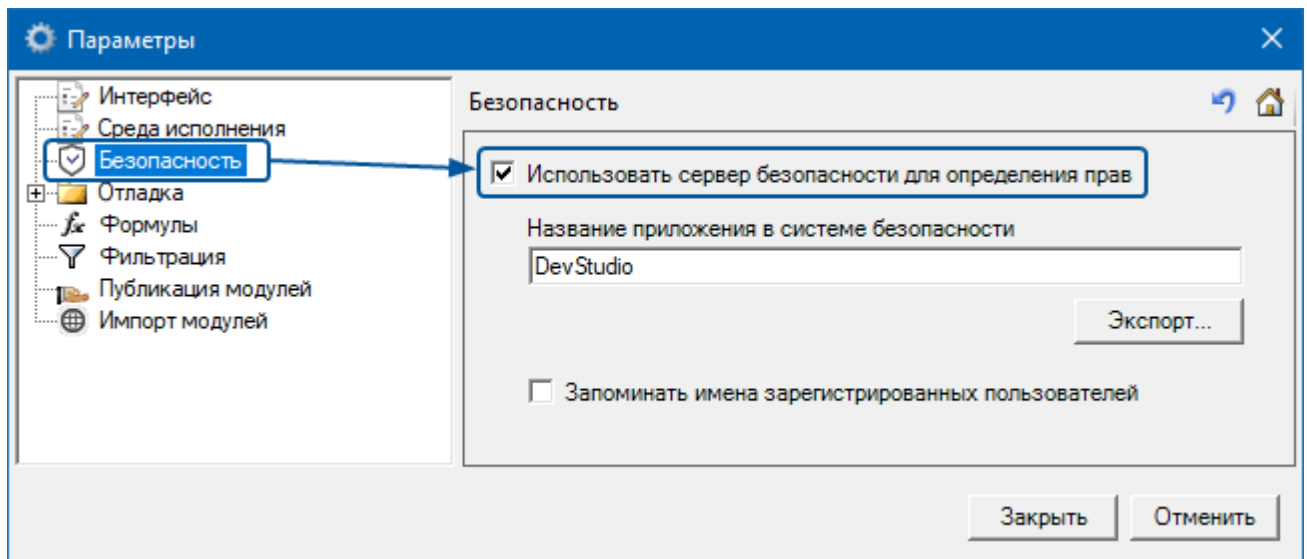 Параметры
Интерфейс
Среда исполнения
Безопасность
Отладка
Формулы
Фильтрация
Публикация модулей
Импорт модулей
Безопасность
Использовать сервер безопасности для определения прав
Название приложения в системе безопасности
DevStudio
Экспорт...
Запоминать имена зарегистрированных пользователей
Закрыть
Отменить